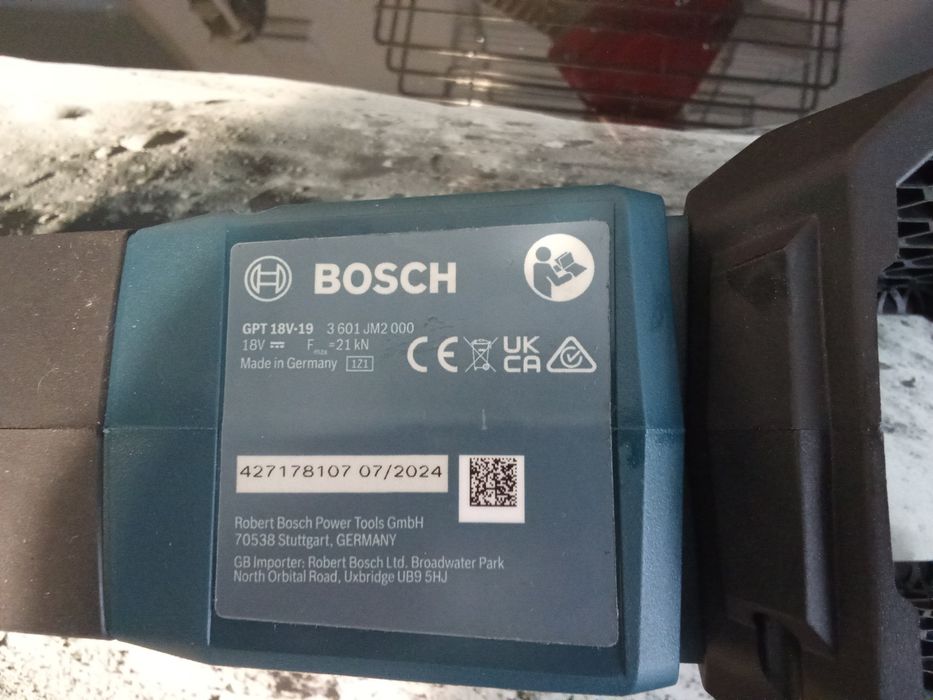 BOSCH
GPT 18V-19 3 601 JM2 000
18V Fmax=21 kN
Made in Germany 1Z1
CE UK CA
427178107 07/2024
Robert Bosch Power Tools GmbH
70538 Stuttgart, GERMANY
GB Importer: Robert Bosch Ltd. Broadwater Park
North Orbital Road, Uxbridge UB9 5HJ